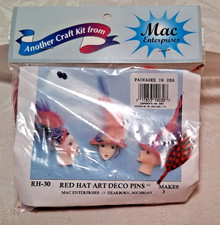 Another Craft Kit from
Mac
Enterprises
PACKAGED IN USA
RH-30
RED HAT ART DECO PINS
MAKES
3
MAC ENTERPRISES
DEARBORN, MICHIGAN